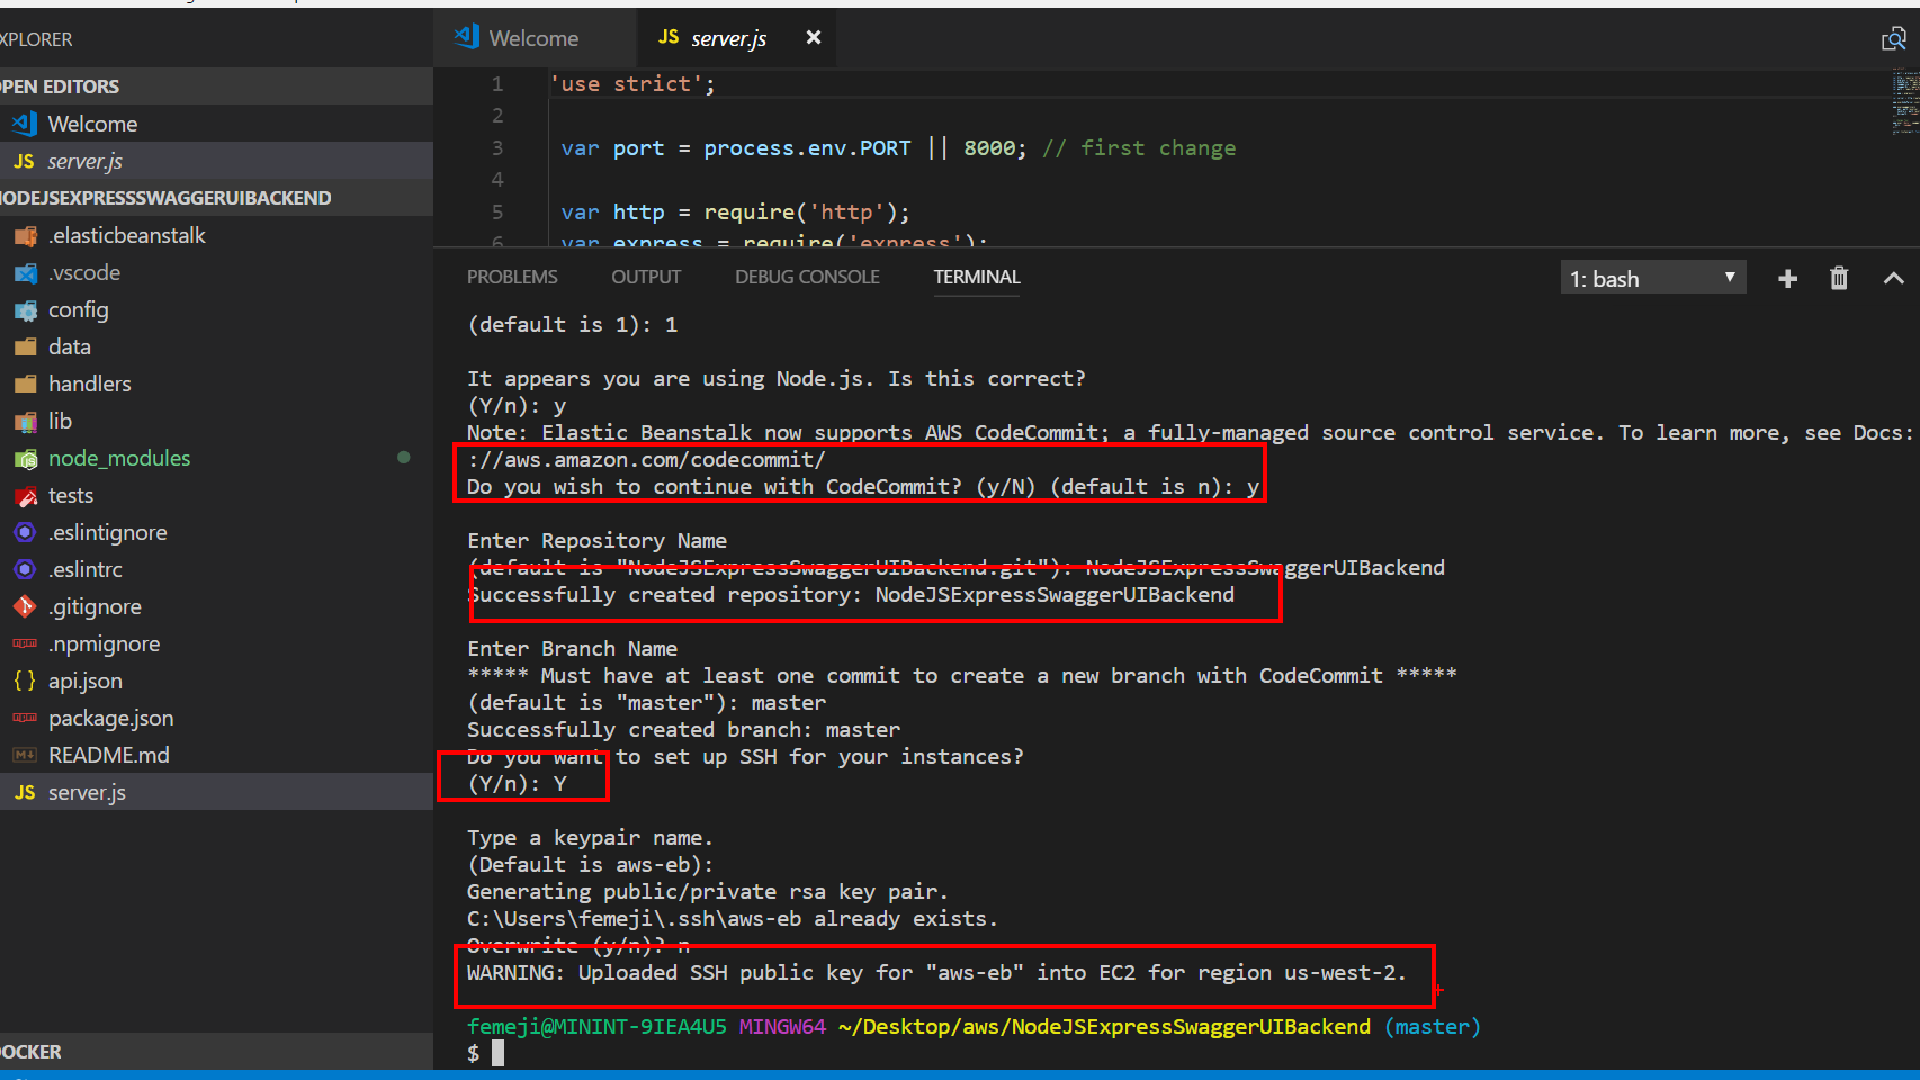 XPLORER
OPEN EDITORS
Welcome
JS server.js
NODEJSEXPRESSSWAGGERUIBACKEND
.elasticbeanstalk
.vscode
config
data
handlers
lib
node_modules
tests
.eslintignore
.eslintrc
.gitignore
.npmignore
{ } api.json
package.json
README.md
JS server.js
DOCKER
Welcome
JS server.js ×
1 'use strict';
2
3 var port = process.env.PORT || 8000; // first change
4
5 var http = require('http');
6 var express = require('express');
PROBLEMS OUTPUT DEBUG CONSOLE TERMINAL
1: bash
(default is 1): 1
It appears you are using Node.js. Is this correct?
(Y/n): y
Note: Elastic Beanstalk now supports AWS CodeCommit; a fully-managed source control service. To learn more, see Docs:
://aws.amazon.com/codecommit/
Do you wish to continue with CodeCommit? (y/N) (default is n): y
Enter Repository Name
(default is "NodeJSExpressSwaggerUIBackend.git"): NodeJSExpressSwaggerUIBackend
Successfully created repository: NodeJSExpressSwaggerUIBackend
Enter Branch Name
***** Must have at least one commit to create a new branch with CodeCommit *****
(default is "master"): master
Successfully created branch: master
Do you want to set up SSH for your instances?
(Y/n): Y
Type a keypair name.
(Default is aws-eb):
Generating public/private rsa key pair.
C:\Users\femeji\.ssh\aws-eb already exists.
Overwrite (y/n)? n
WARNING: Uploaded SSH public key for "aws-eb" into EC2 for region us-west-2.
femeji@MININT-9IEA4U5 MINGW64 ~/Desktop/aws/NodeJSExpressSwaggerUIBackend (master)
$